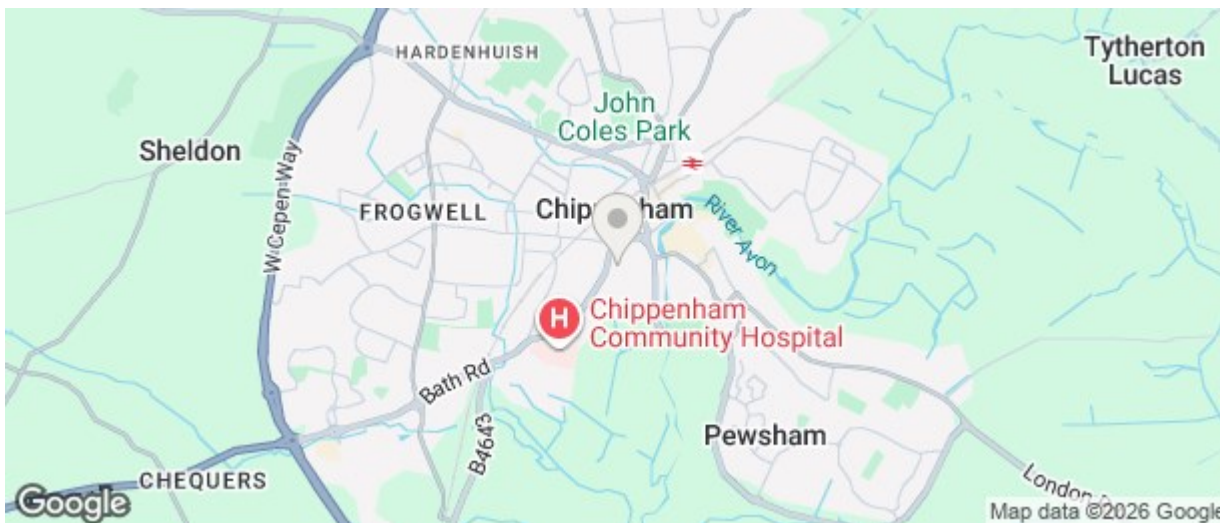 HARDENHUISH
Tytherton
Lucas
John
Coles Park
Sheldon
W Cepen Way
FROGWELL
River Avon
H
Chippenham
Community Hospital
Bath Rd
B4643
Pewsham
CHEQUERS
London
Google
Map data ©2026 Google